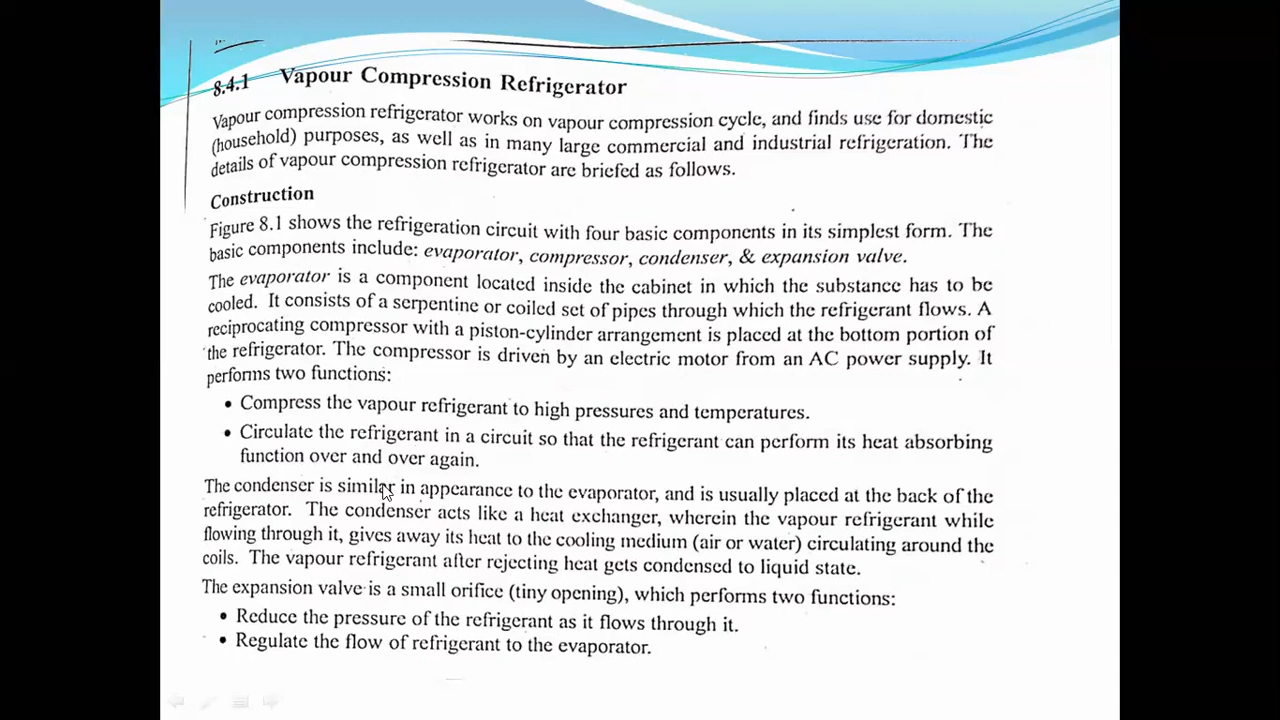 8.4.1 Vapour Compression Refrigerator
Vapour compression refrigerator works on vapour compression cycle, and finds use for domestic
(household) purposes, as well as in many large commercial and industrial refrigeration. The
details of vapour compression refrigerator are briefed as follows.
Construction
Figure 8.1 shows the refrigeration circuit with four basic components in its simplest form. The
basic components include: evaporator, compressor, condenser, & expansion valve.
The evaporator is a component located inside the cabinet in which the substance has to be
cooled. It consists of a serpentine or coiled set of pipes through which the refrigerant flows. A
reciprocating compressor with a piston-cylinder arrangement is placed at the bottom portion of
the refrigerator. The compressor is driven by an electric motor from an AC power supply. It
performs two functions:
• Compress the vapour refrigerant to high pressures and temperatures.
• Circulate the refrigerant in a circuit so that the refrigerant can perform its heat absorbing
function over and over again.
The condenser is similar in appearance to the evaporator, and is usually placed at the back of the
refrigerator. The condenser acts like a heat exchanger, wherein the vapour refrigerant while
flowing through it, gives away its heat to the cooling medium (air or water) circulating around the
coils. The vapour refrigerant after rejecting heat gets condensed to liquid state.
The expansion valve is a small orifice (tiny opening), which performs two functions:
• Reduce the pressure of the refrigerant as it flows through it.
• Regulate the flow of refrigerant to the evaporator.